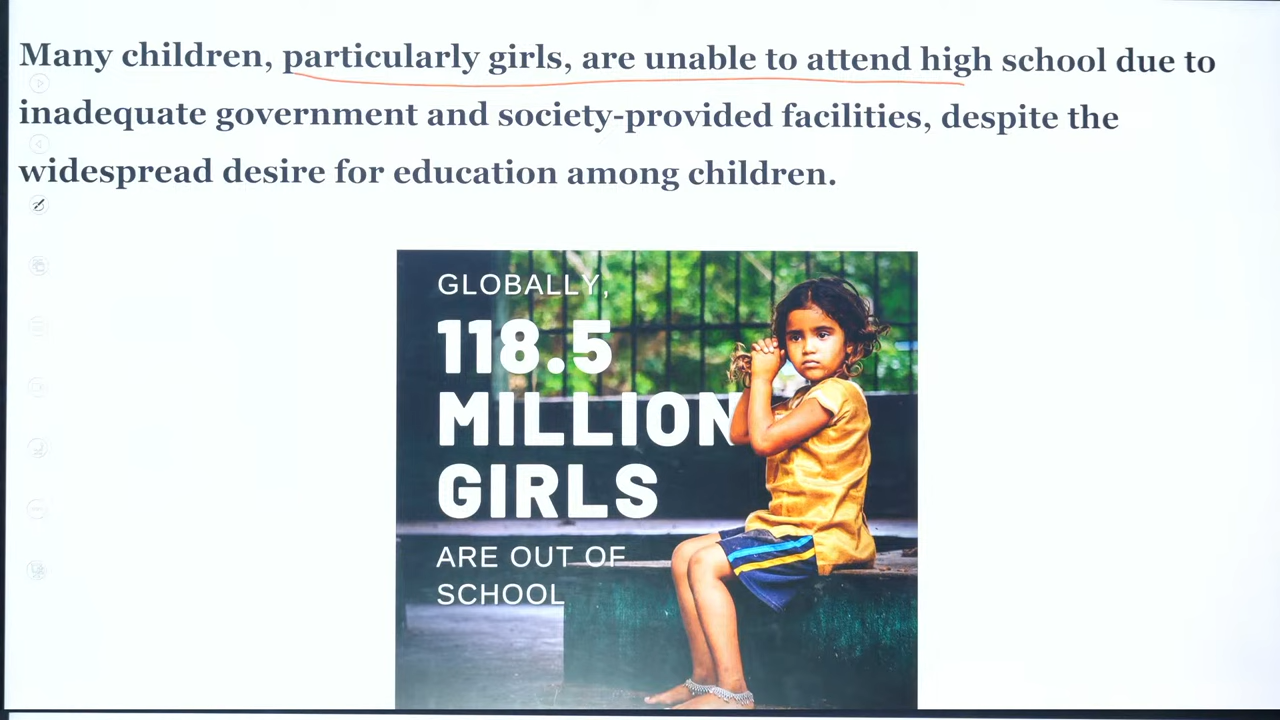 Many children, particularly girls, are unable to attend high school due to
inadequate government and society-provided facilities, despite the
widespread desire for education among children.
GLOBALLY,
118.5
MILLION
GIRLS
ARE OUT OF
SCHOOL